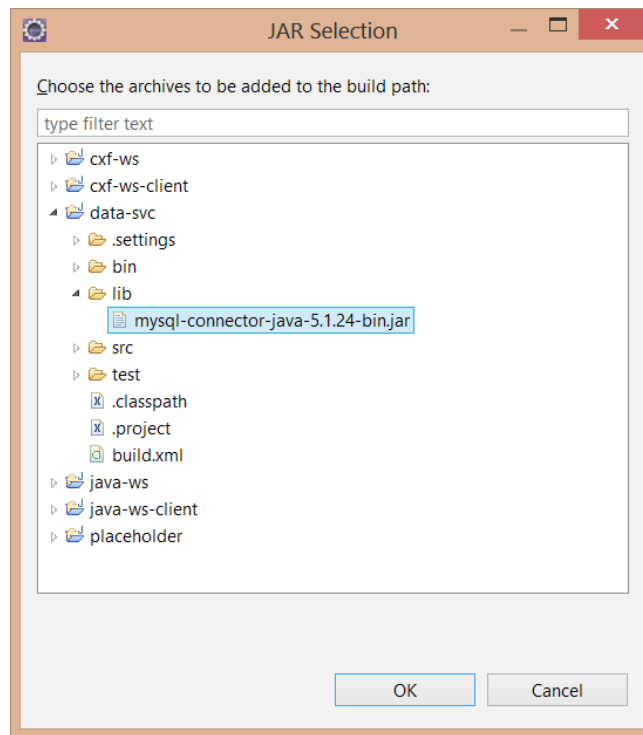 JAR Selection
Choose the archives to be added to the build path:
type filter text
cxf-ws
cxf-ws-client
data-svc
.settings
bin
lib
mysql-connector-java-5.1.24-bin.jar
src
test
.classpath
.project
build.xml
java-ws
java-ws-client
placeholder
OK Cancel